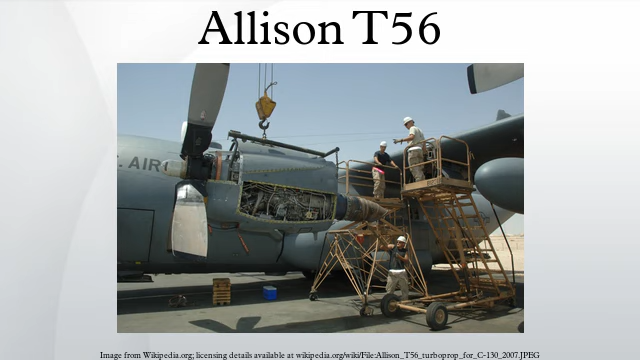 Allison T56
AIR
Image from Wikipedia.org; licensing details available at wikipedia.org/wiki/File:Allison_T56_turboprop_for_C-130_2007.JPEG